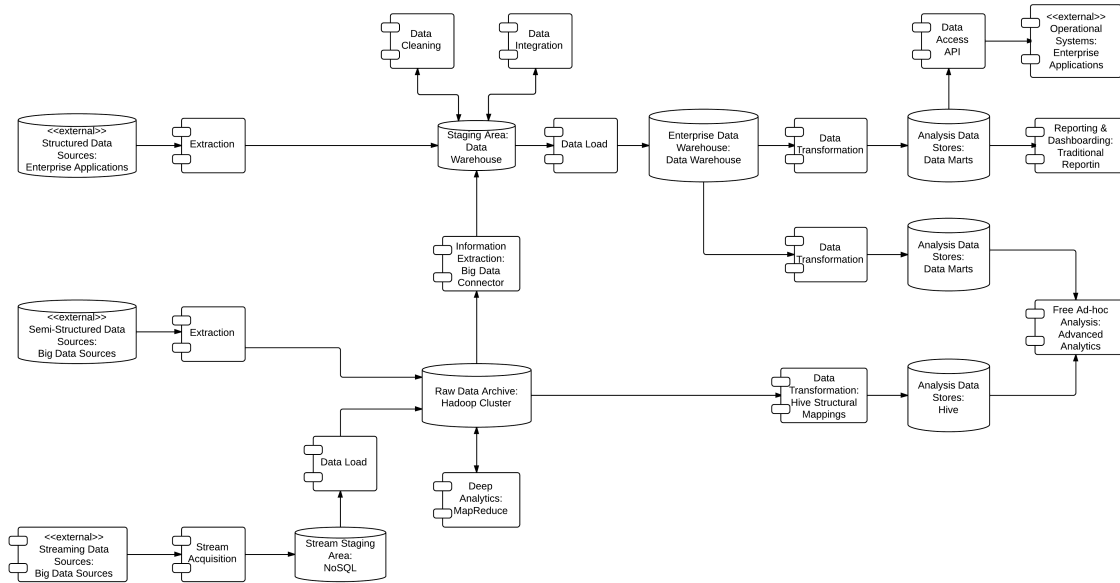 Data
Cleaning
Data
Integration
Data
Access
API
<<external>>
Operational
Systems:
Enterprise
Applications
<<external>>
Structured Data
Sources:
Enterprise Applications
Extraction
Staging Area:
Data
Warehouse
Data Load
Enterprise Data
Warehouse:
Data Warehouse
Data
Transformation
Analysis Data
Stores:
Data Marts
Reporting &
Dashboarding:
Traditional
Reportin
Information
Extraction:
Big Data
Connector
Data
Transformation
Analysis Data
Stores:
Data Marts
<<external>>
Semi-Structured Data
Sources:
Big Data Sources
Extraction
Free Ad-hoc
Analysis:
Advanced
Analytics
Raw Data Archive:
Hadoop Cluster
Data
Transformation:
Hive Structural
Mappings
Analysis Data
Stores:
Hive
Data Load
Deep
Analytics:
MapReduce
<<external>>
Streaming Data
Sources:
Big Data Sources
Stream
Acquisition
Stream Staging
Area:
NoSQL